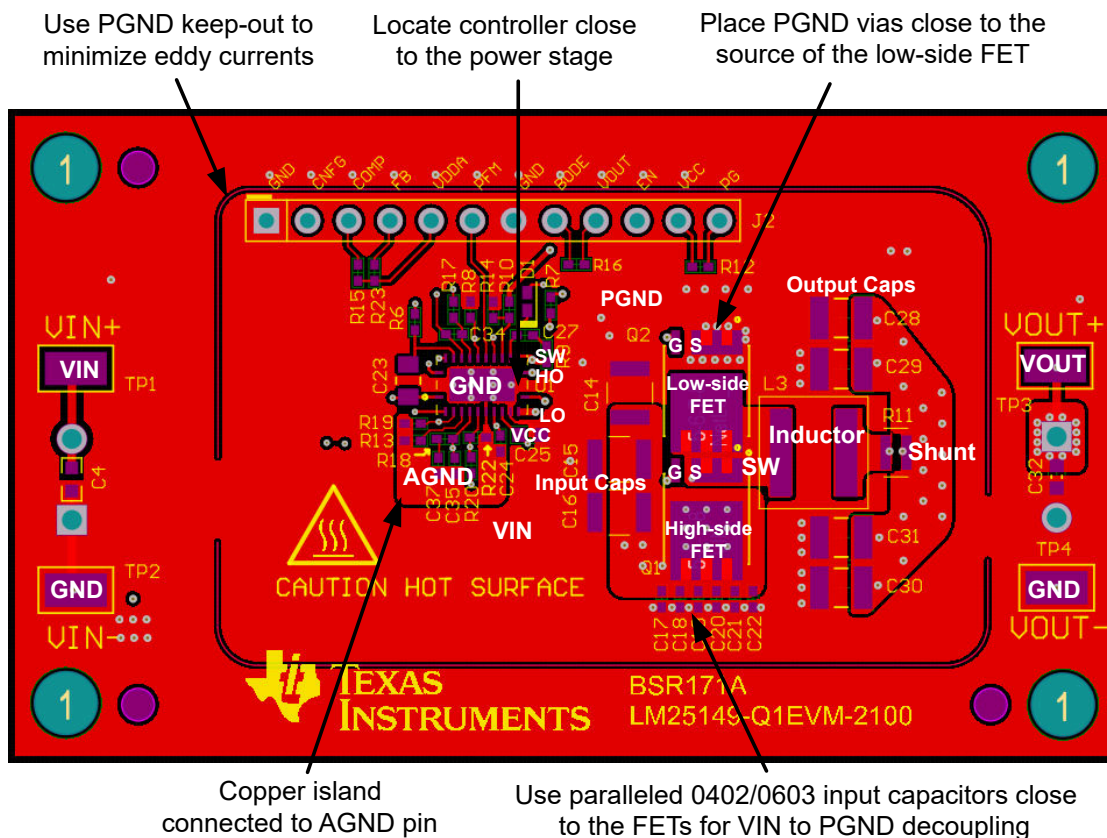 Use PGND keep-out to
minimize eddy currents
Locate controller close
to the power stage
Place PGND vias close to the
source of the low-side FET
1
1
GND
CNFG
COMP
FB
VDDA
PFM
GND
BODE
VOUT
EN
VCC
PG
J2
R15
R23
R17
R8
R14
R10
D1
R7
R16
R12
R6
C34
C27
PGND
Output Caps
C28
VIN+
VIN
TP1
C23
GND
SW
HO
LO
VCC
Q2
G S
Low-side
FET
C14
L3
C29
VOUT+
VOUT
TP3
R11
Inductor
Shunt
R19
R13
R18
AGND
R22
C24
C25
C37
C35
R20
C4
Input Caps
C15
C16
G S
SW
C32
VIN
High-side
FET
Q1
C31
C30
TP4
CAUTION HOT SURFACE
TP2
GND
VIN-
GND
VOUT-
C17
C18
C19
C20
C21
C22
1
TEXAS
INSTRUMENTS
BSR171A
LM25149-Q1EVM-2100
1
Copper island
connected to AGND pin
Use paralleled 0402/0603 input capacitors close
to the FETs for VIN to PGND decoupling